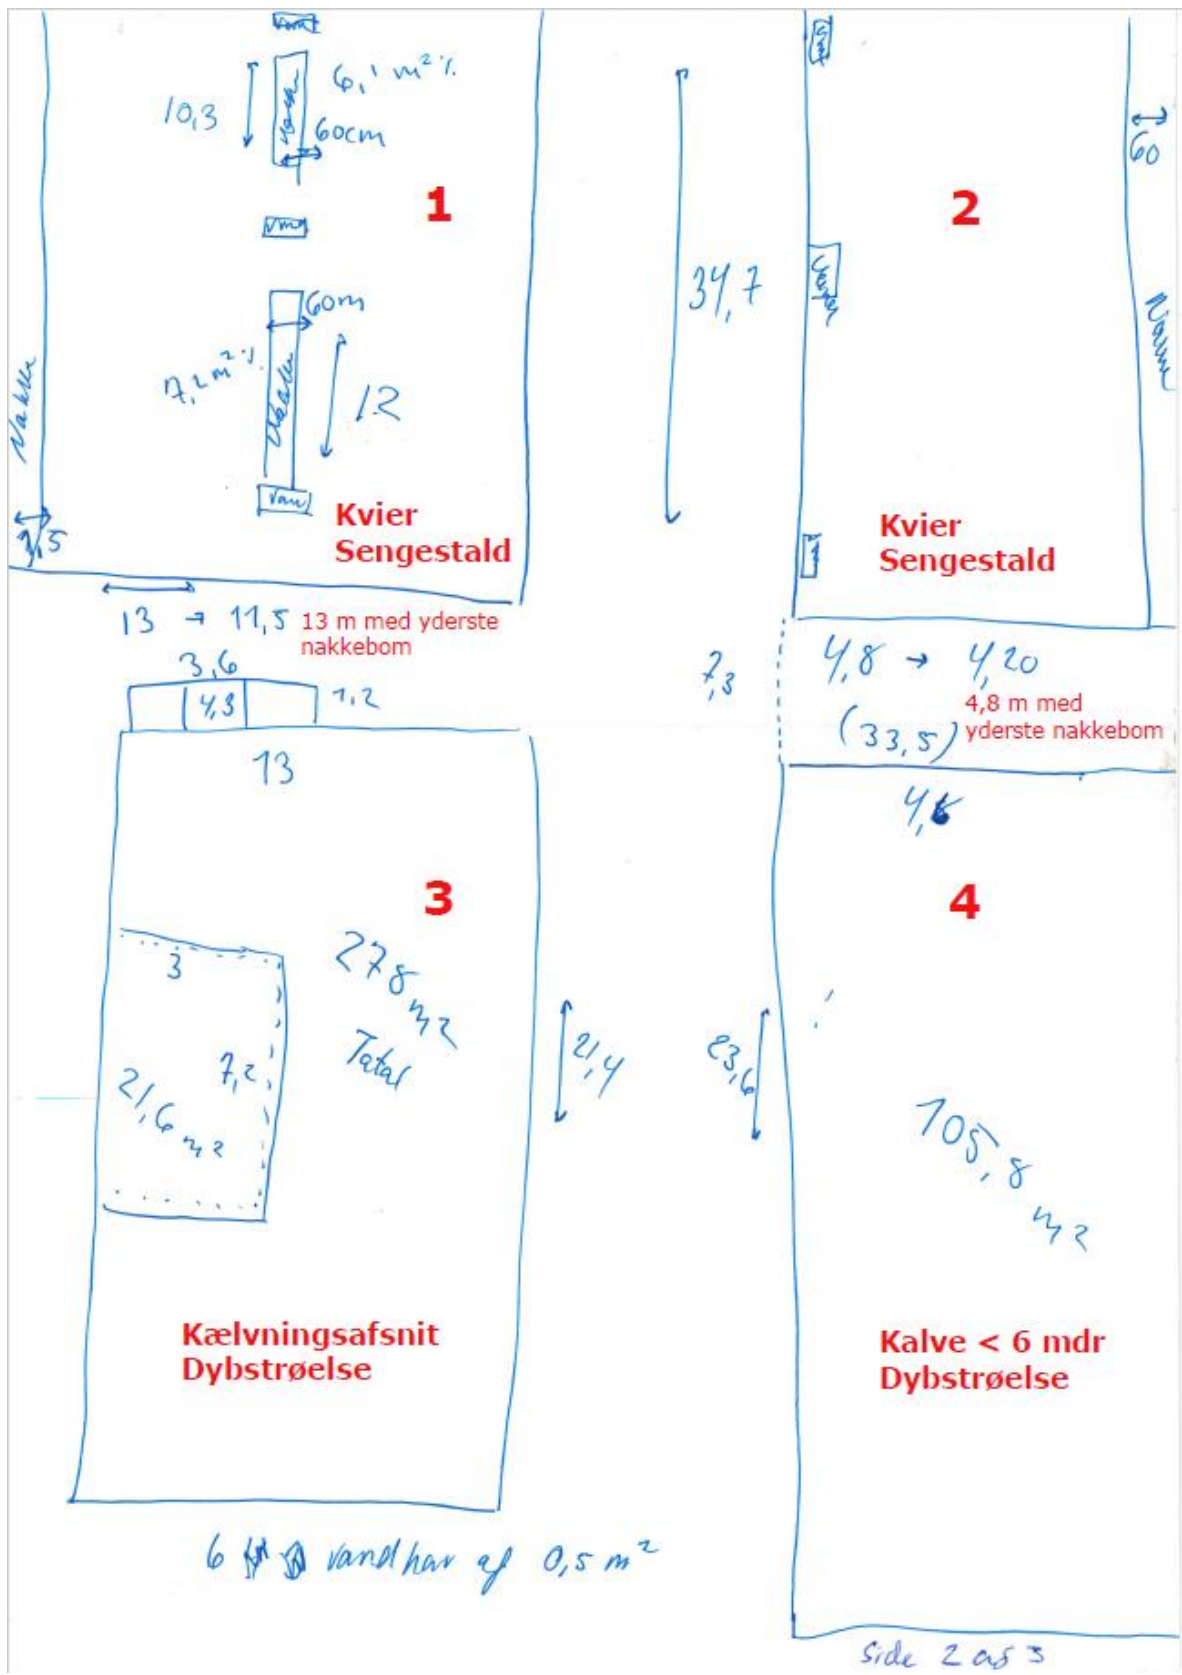 10,3
6,1 m² ./.
60cm
1
vand
60m
7,2 m² ./.
12
Nakke
Kvier
Sengestald
13 → 11,5
13 m med yderste
nakkebom
34,7
2
60
Kvier
Sengestald
7,3
4,8 → 4,20
(33,5)
4,8 m med
yderste nakkebom
3,6
4,3
1,2
13
3
3
7,2
21,6 m2
278
m2
Total
21,4
Kælvningsafsnit
Dybstrøelse
4
23,6
105,8
m2
Kalve < 6 mdr
Dybstrøelse
6 vandkar af 0,5 m²
side 2 af 3